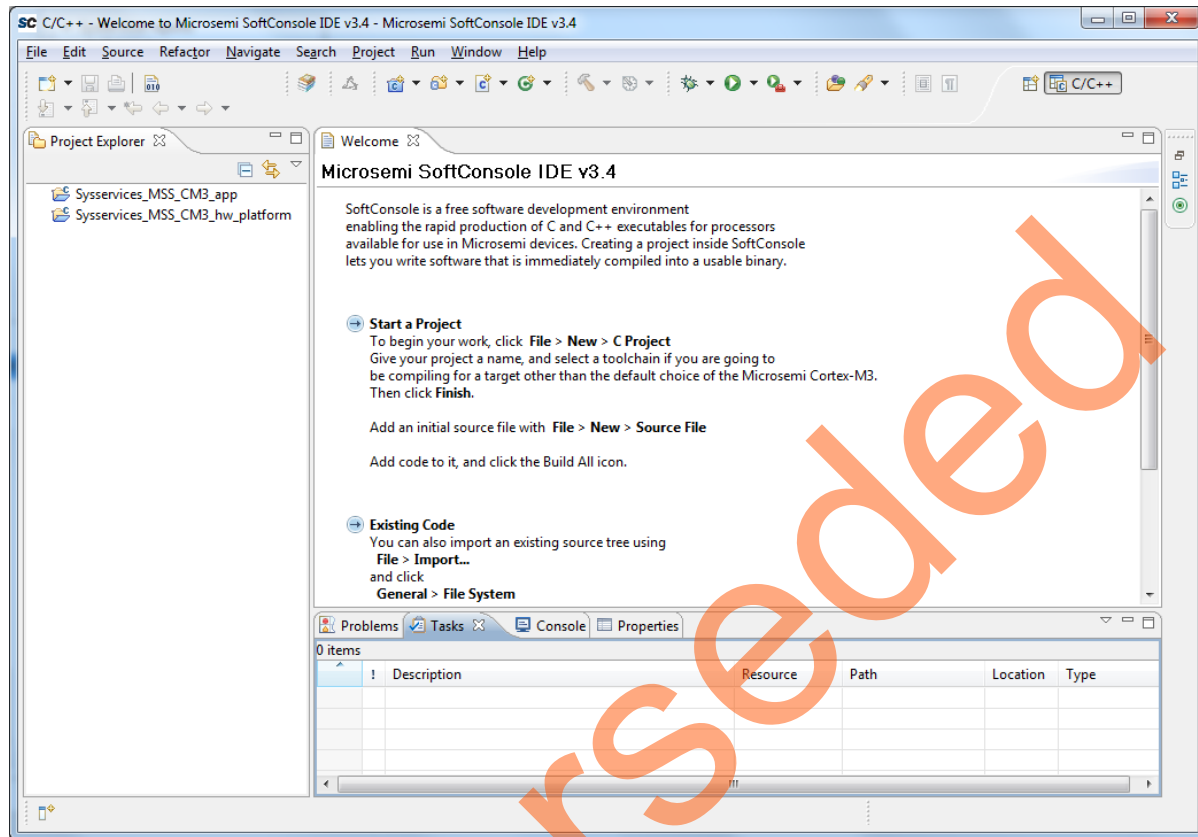 SC C/C++ - Welcome to Microsemi SoftConsole IDE v3.4 - Microsemi SoftConsole IDE v3.4
File Edit Source Refactor Navigate Search Project Run Window Help
C/C++
Project Explorer
Sysservices_MSS_CM3_app
Sysservices_MSS_CM3_hw_platform
Welcome
Microsemi SoftConsole IDE v3.4
SoftConsole is a free software development environment
enabling the rapid production of C and C++ executables for processors
available for use in Microsemi devices. Creating a project inside SoftConsole
lets you write software that is immediately compiled into a usable binary.
Start a Project
To begin your work, click File > New > C Project
Give your project a name, and select a toolchain if you are going to
be compiling for a target other than the default choice of the Microsemi Cortex-M3.
Then click Finish.
Add an initial source file with File > New > Source File
Add code to it, and click the Build All icon.
Existing Code
You can also import an existing source tree using
File > Import...
and click
General > File System
Problems Tasks Console Properties
0 items
! Description Resource Path Location Type
rseded